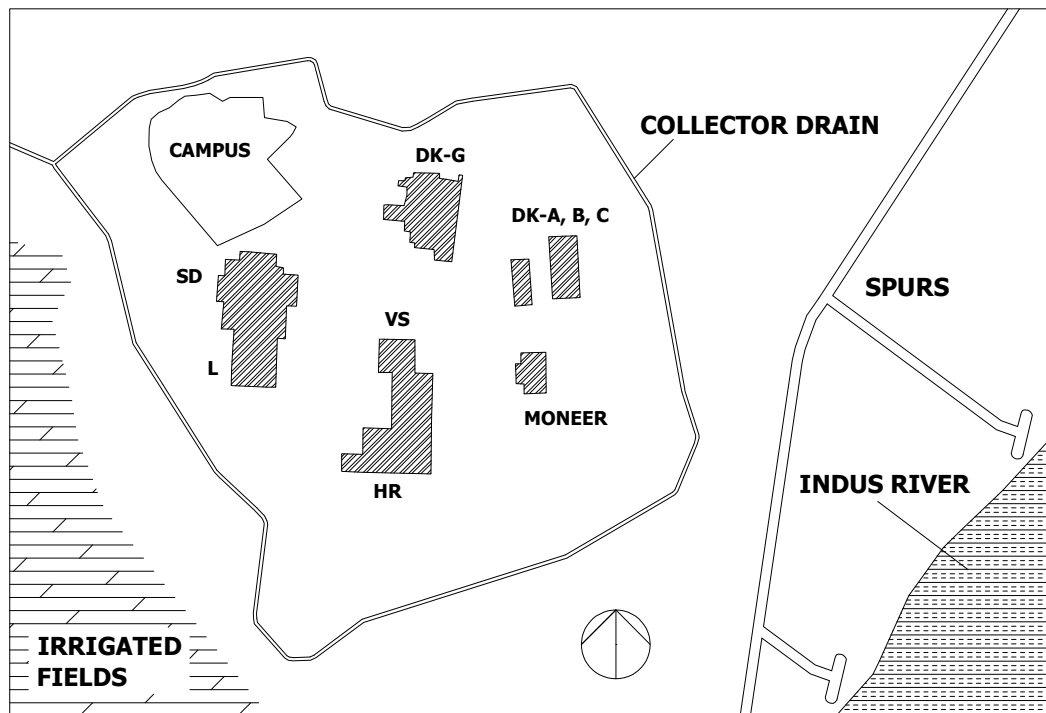 COLLECTOR DRAIN
CAMPUS
DK-G
DK-A, B, C
SD
SPURS
VS
L
MONEER
INDUS RIVER
HR
IRRIGATED
FIELDS